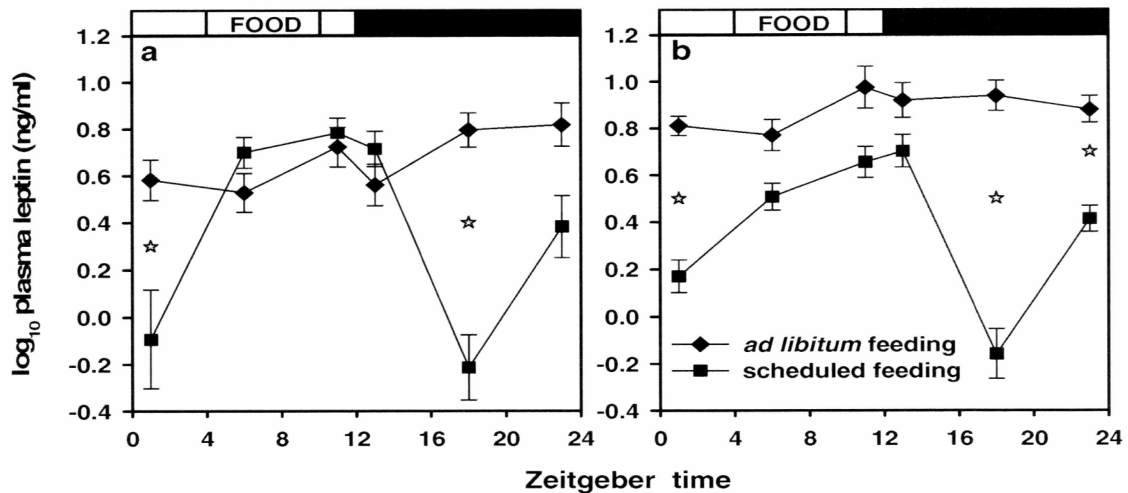 FOOD
FOOD
a
b
log10 plasma leptin (ng/ml)
1.2
1.0
0.8
0.6
0.4
0.2
0.0
-0.2
-0.4
1.2
1.0
0.8
0.6
0.4
0.2
0.0
-0.2
-0.4
ad libitum feeding
scheduled feeding
0 4 8 12 16 20 24
0 4 8 12 16 20 24
Zeitgeber time